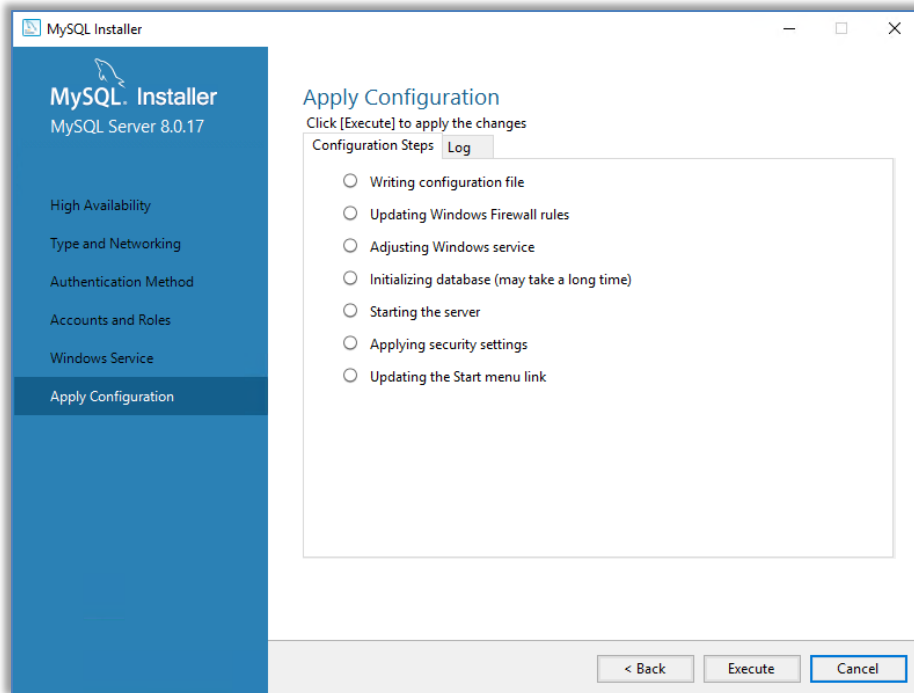 MySQL Installer
MySQL. Installer
MySQL Server 8.0.17
High Availability
Type and Networking
Authentication Method
Accounts and Roles
Windows Service
Apply Configuration
Apply Configuration
Click [Execute] to apply the changes
Configuration Steps Log
Writing configuration file
Updating Windows Firewall rules
Adjusting Windows service
Initializing database (may take a long time)
Starting the server
Applying security settings
Updating the Start menu link
< Back Execute Cancel